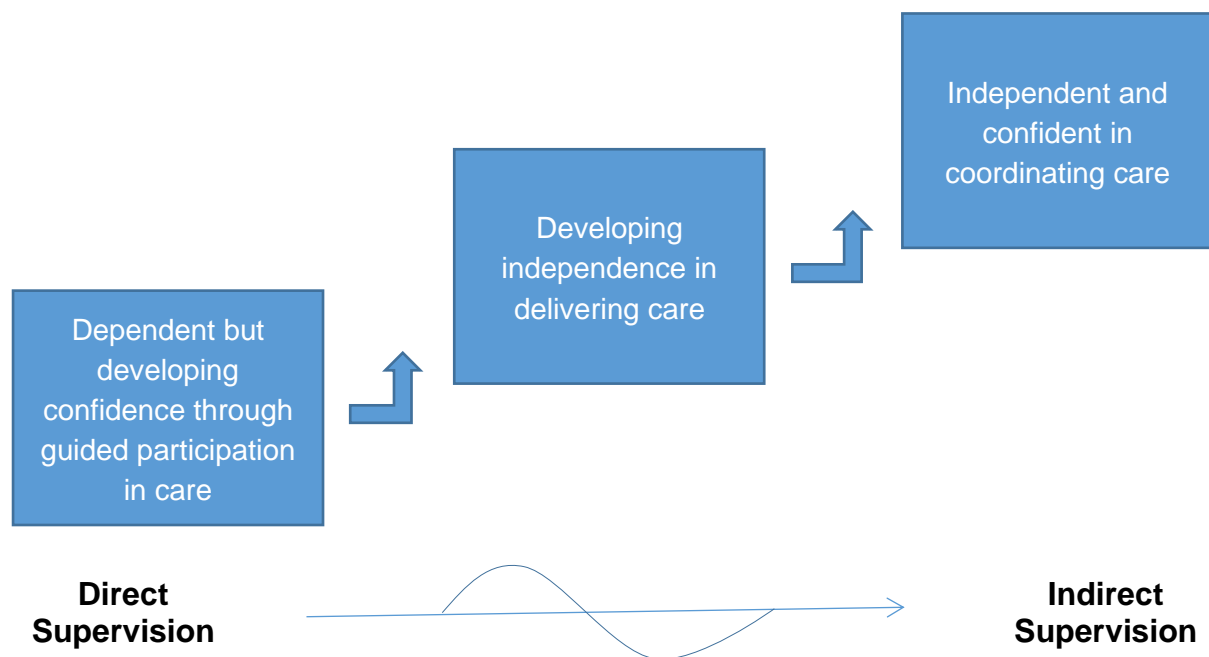 Dependent but
developing
confidence through
guided participation
in care
Developing
independence in
delivering care
Independent and
confident in
coordinating care
Direct
Supervision
Indirect
Supervision